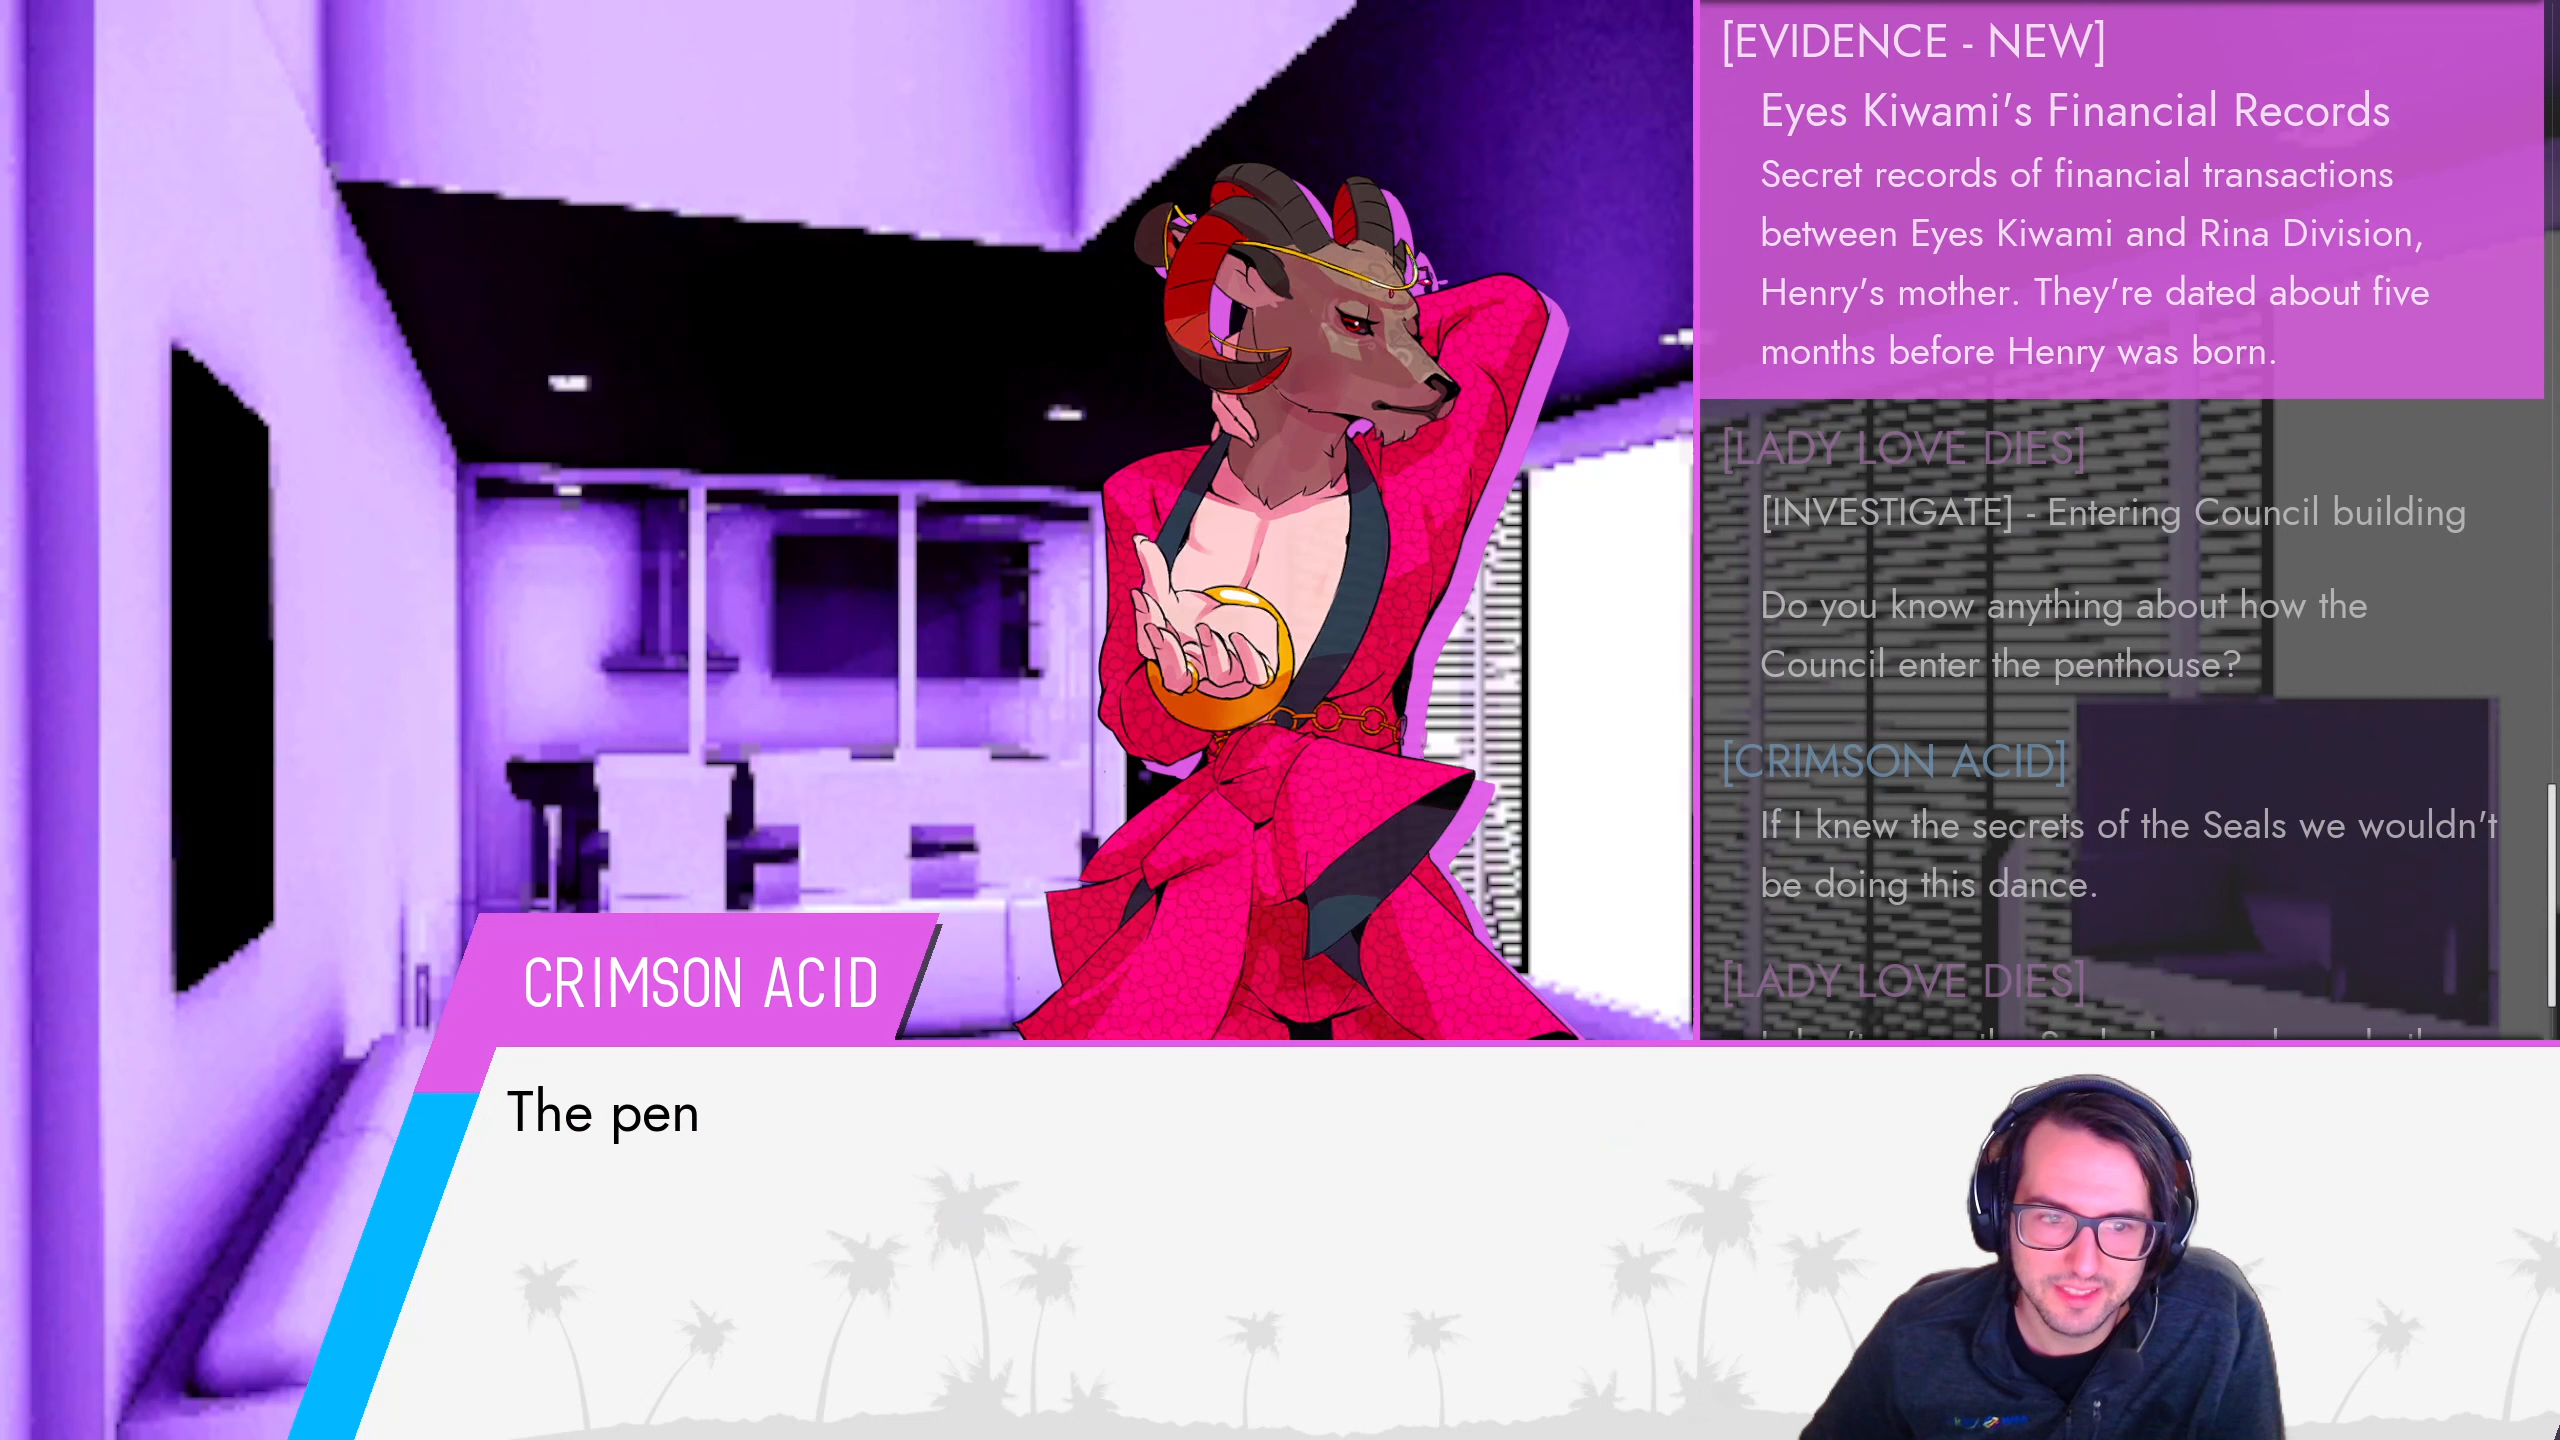 [EVIDENCE - NEW]
Eyes Kiwami's Financial Records
Secret records of financial transactions
between Eyes Kiwami and Rina Division,
Henry's mother. They're dated about five
months before Henry was born.
[LADY LOVE DIES]
[INVESTIGATE] - Entering Council building
Do you know anything about how the
Council enter the penthouse?
[CRIMSON ACID]
If I knew the secrets of the Seals we wouldn't
be doing this dance.
[LADY LOVE DIES]
CRIMSON ACID
The pen